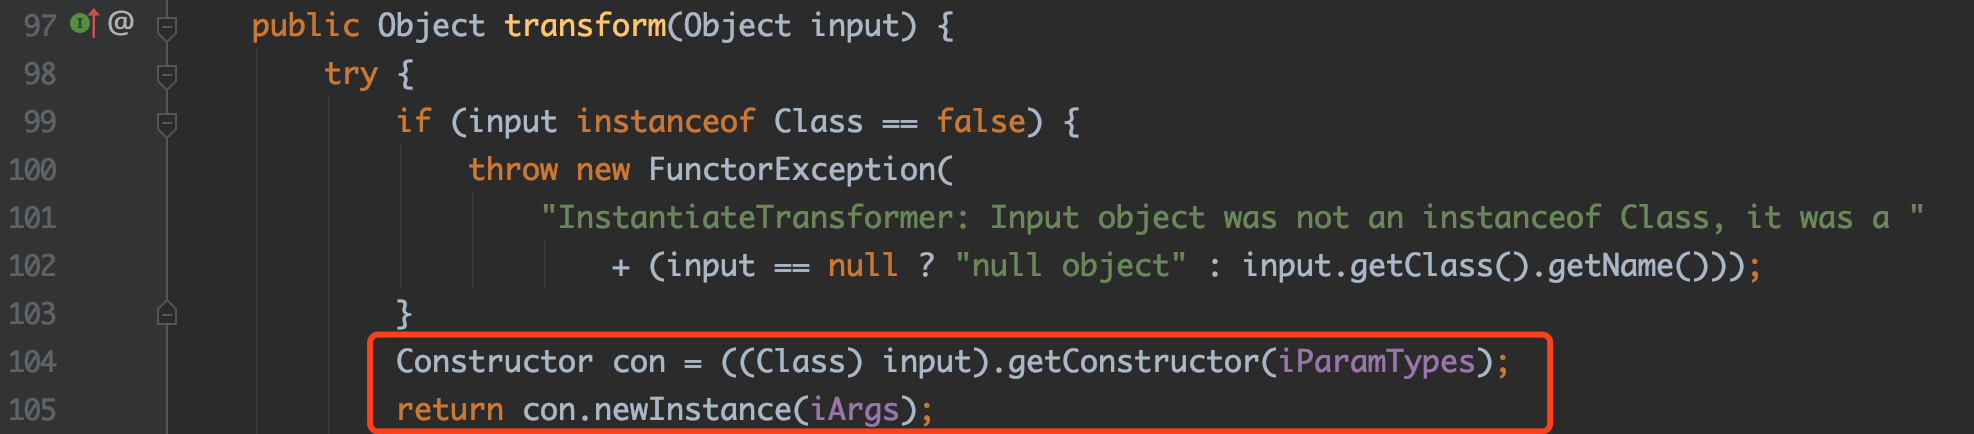 97 @ public Object transform(Object input) {
98 try {
99 if (input instanceof Class == false) {
100 throw new FunctorException(
101 "InstantiateTransformer: Input object was not an instanceof Class, it was a "
102 + (input == null ? "null object" : input.getClass().getName()));
103 }
104 Constructor con = ((Class) input).getConstructor(iParamTypes);
105 return con.newInstance(iArgs);